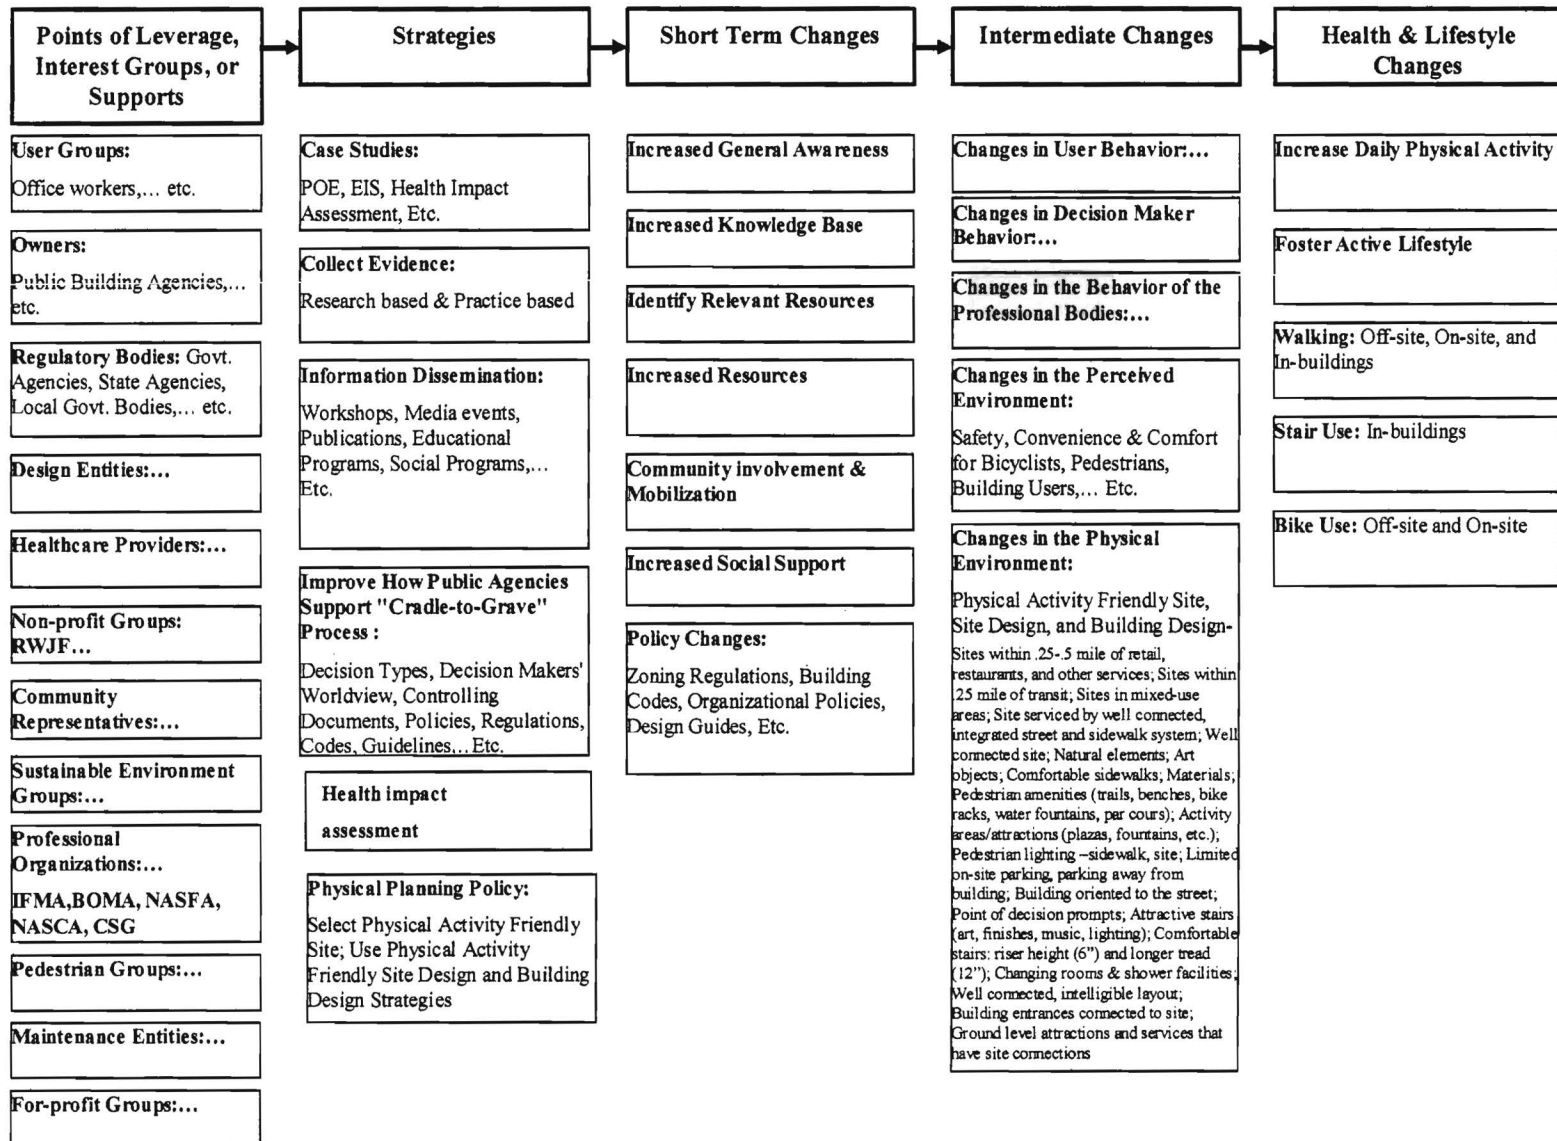 Points of Leverage,
Interest Groups, or
Supports
Strategies
Short Term Changes
Intermediate Changes
Health & Lifestyle
Changes
User Groups:
Office workers,... etc.
Owners:
Public Building Agencies,...
etc.
Regulatory Bodies: Govt.
Agencies, State Agencies,
Local Govt. Bodies,... etc.
Design Entities:...
Healthcare Providers:...
Non-profit Groups:
RWJF...
Community
Representatives:...
Sustainable Environment
Groups:...
Professional
Organizations:...
IFMA,BOMA, NASFA,
NASCA, CSG
Pedestrian Groups:...
Maintenance Entities:...
For-profit Groups:...
Case Studies:
POE, EIS, Health Impact
Assessment, Etc.
Collect Evidence:
Research based & Practice based
Information Dissemination:
Workshops, Media events,
Publications, Educational
Programs, Social Programs,...
Etc.
Improve How Public Agencies
Support "Cradle-to-Grave"
Process :
Decision Types, Decision Makers'
Worldview, Controlling
Documents, Policies, Regulations,
Codes, Guidelines... Etc.
Health impact
assessment
Physical Planning Policy:
Select Physical Activity Friendly
Site; Use Physical Activity
Friendly Site Design and Building
Design Strategies
Increased General Awareness
Increased Knowledge Base
Identify Relevant Resources
Increased Resources
Community involvement &
Mobilization
Increased Social Support
Policy Changes:
Zoning Regulations, Building
Codes, Organizational Policies,
Design Guides, Etc.
Changes in User Behavior:...
Changes in Decision Maker
Behavior:...
Changes in the Behavior of the
Professional Bodies:...
Changes in the Perceived
Environment:
Safety, Convenience & Comfort
for Bicyclists, Pedestrians,
Building Users,... Etc.
Changes in the Physical
Environment:
Physical Activity Friendly Site,
Site Design, and Building Design-
Sites within .25-.5 mile of retail,
restaurants, and other services; Sites within
.25 mile of transit; Sites in mixed-use
areas; Site serviced by well connected,
integrated street and sidewalk system; Well
connected site; Natural elements; Art
objects; Comfortable sidewalks; Materials;
Pedestrian amenities (trails, benches, bike
racks, water fountains, par cours); Activity
areas/attractions (plazas, fountains, etc.);
Pedestrian lighting –sidewalk, site; Limited
on-site parking, parking away from
building; Building oriented to the street;
Point of decision prompts; Attractive stairs
(art, finishes, music, lighting); Comfortable
stairs: riser height (6”) and longer tread
(12”); Changing rooms & shower facilities;
Well connected, intelligible layout;
Building entrances connected to site;
Ground level attractions and services that
have site connections
Increase Daily Physical Activity
Foster Active Lifestyle
Walking: Off-site, On-site, and
In-buildings
Stair Use: In-buildings
Bike Use: Off-site and On-site